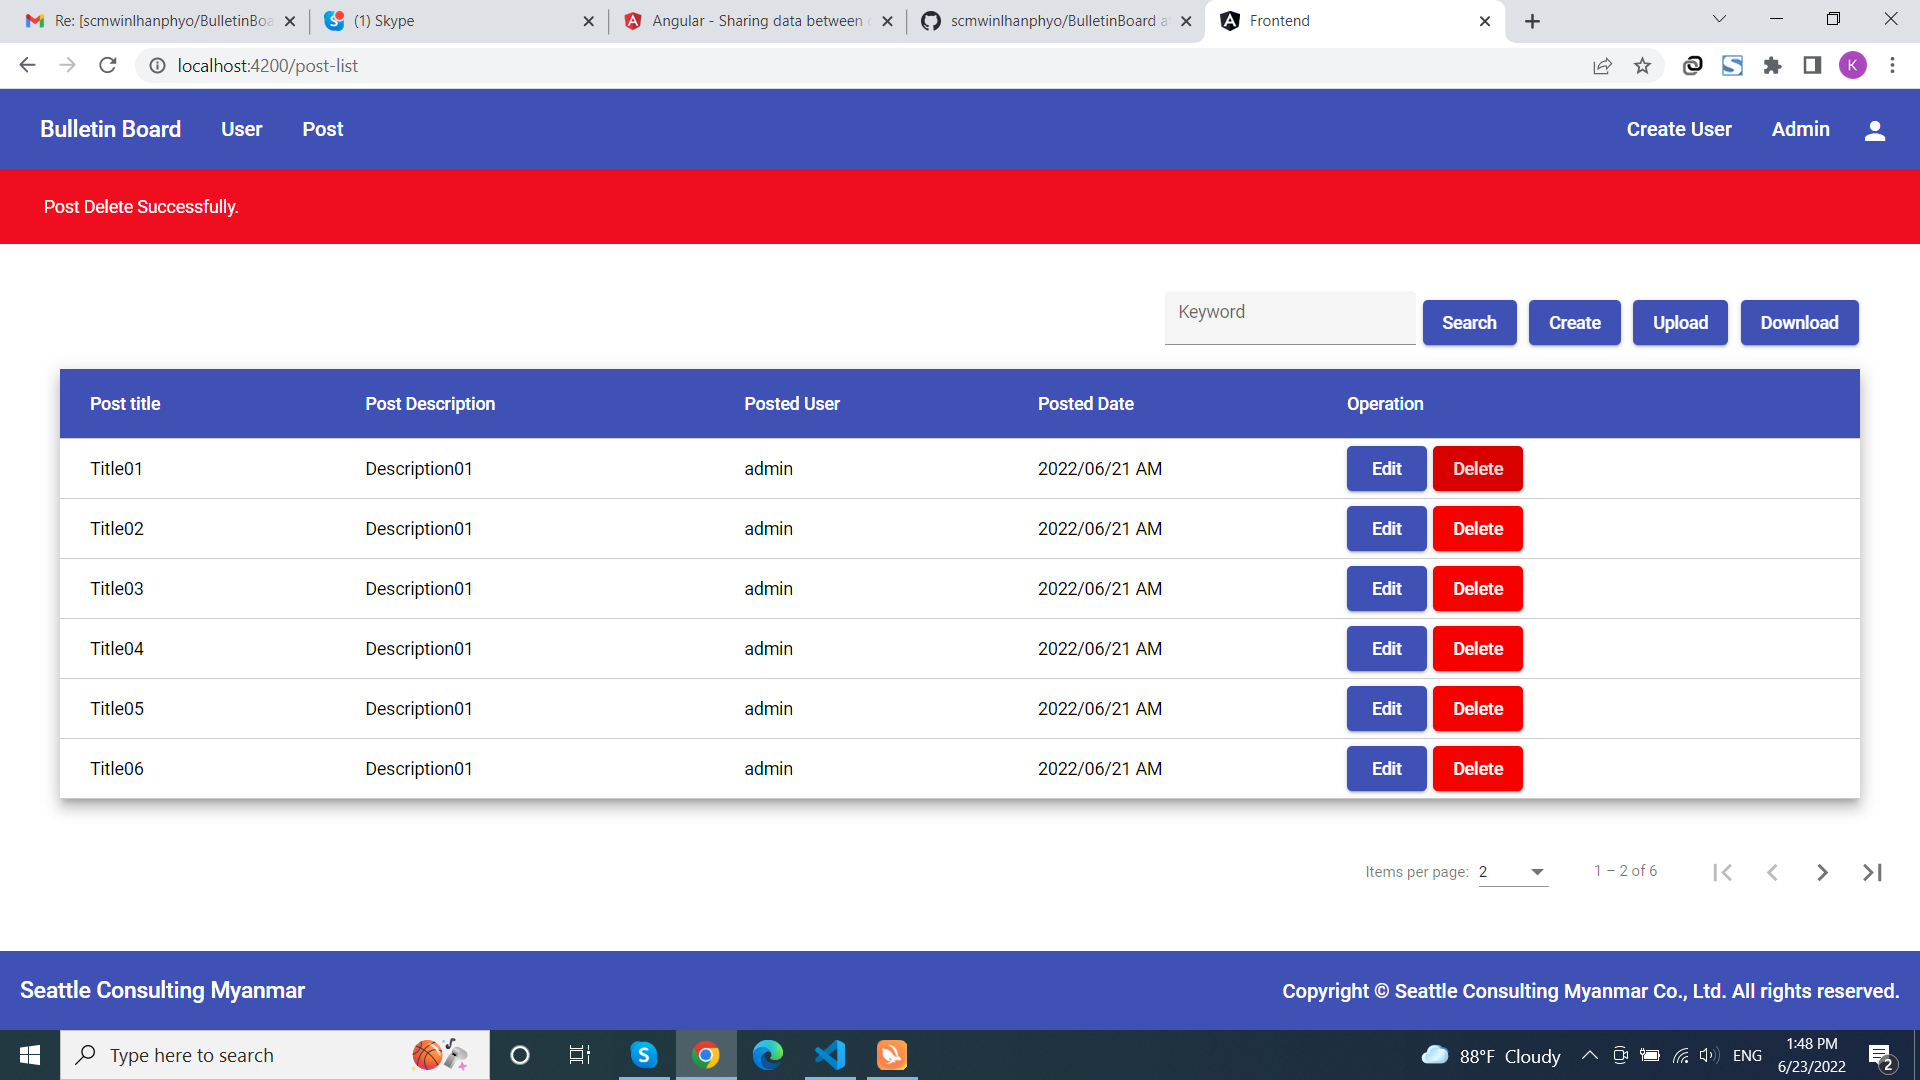 Re: [scmwinlhanphyo/BulletinBoa
(1) Skype
Angular - Sharing data between c
scmwinlhanphyo/BulletinBoard a
Frontend
localhost:4200/post-list
K
Bulletin Board
User
Post
Create User
Admin
Post Delete Successfully.
Keyword
Search
Create
Upload
Download
Post title
Post Description
Posted User
Posted Date
Operation
Title01 Description01 admin 2022/06/21 AM Edit Delete
Title02 Description01 admin 2022/06/21 AM Edit Delete
Title03 Description01 admin 2022/06/21 AM Edit Delete
Title04 Description01 admin 2022/06/21 AM Edit Delete
Title05 Description01 admin 2022/06/21 AM Edit Delete
Title06 Description01 admin 2022/06/21 AM Edit Delete
Items per page: 2
1 – 2 of 6
Seattle Consulting Myanmar
Copyright © Seattle Consulting Myanmar Co., Ltd. All rights reserved.
Type here to search
88°F Cloudy
ENG
1:48 PM
6/23/2022
2